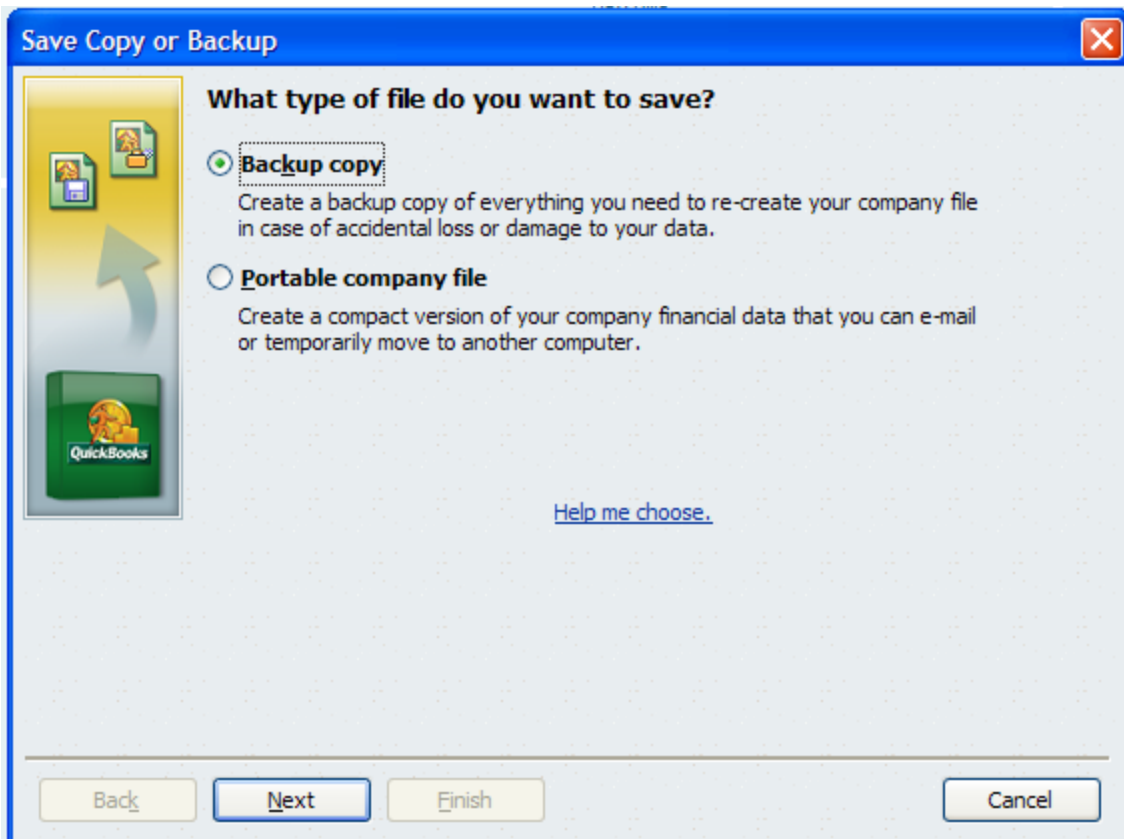 Save Copy or Backup
What type of file do you want to save?
Backup copy
Create a backup copy of everything you need to re-create your company file
in case of accidental loss or damage to your data.
Portable company file
Create a compact version of your company financial data that you can e-mail
or temporarily move to another computer.
QuickBooks
Help me choose.
Back
Next
Finish
Cancel